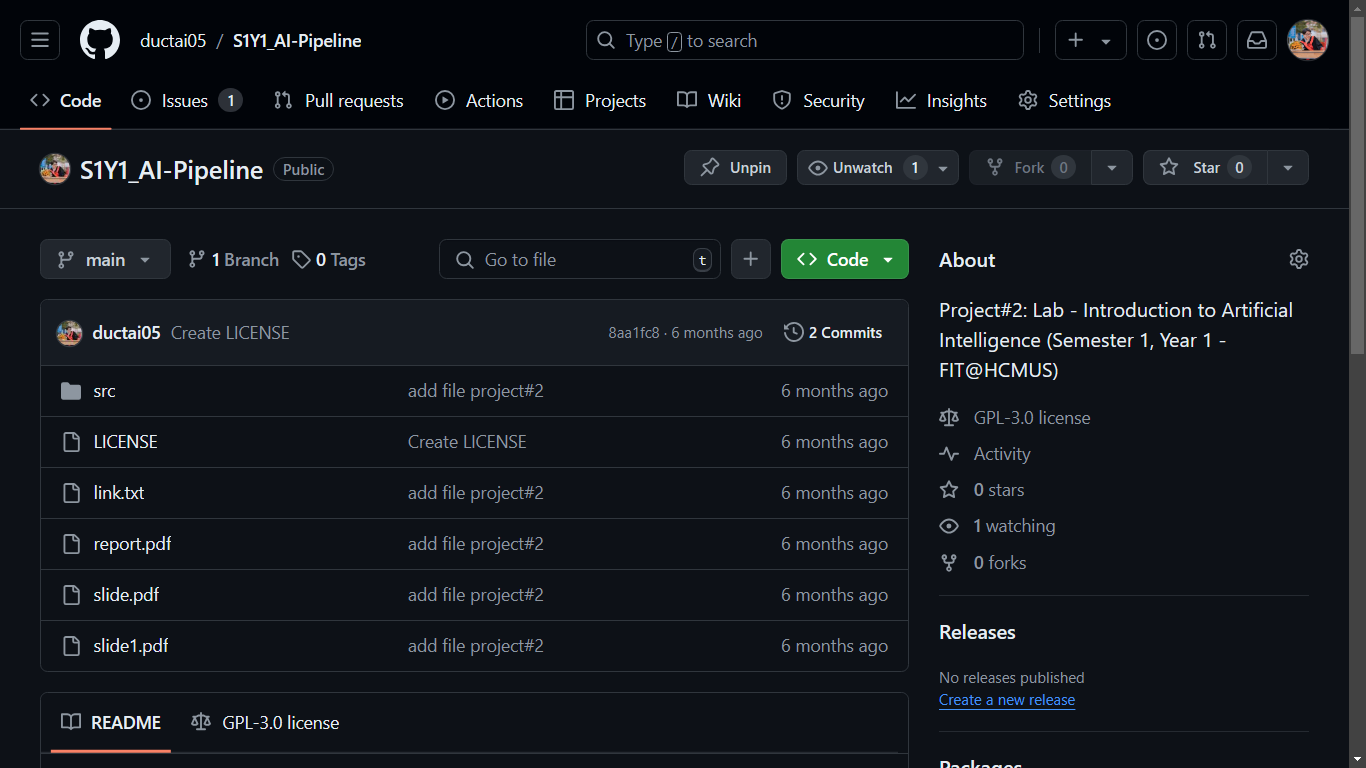 ductai05 / S1Y1_AI-Pipeline
Type / to search
Code
Issues 1
Pull requests
Actions
Projects
Wiki
Security
Insights
Settings
S1Y1_AI-Pipeline Public
Unpin
Unwatch 1
Fork 0
Star 0
main
1 Branch
0 Tags
Go to file t
Code
ductai05 Create LICENSE 8aa1fc8 · 6 months ago 2 Commits
src add file project#2 6 months ago
LICENSE Create LICENSE 6 months ago
link.txt add file project#2 6 months ago
report.pdf add file project#2 6 months ago
slide.pdf add file project#2 6 months ago
slide1.pdf add file project#2 6 months ago
README
GPL-3.0 license
About
Project#2: Lab - Introduction to Artificial
Intelligence (Semester 1, Year 1 -
FIT@HCMUS)
GPL-3.0 license
Activity
0 stars
1 watching
0 forks
Releases
No releases published
Create a new release
Packages